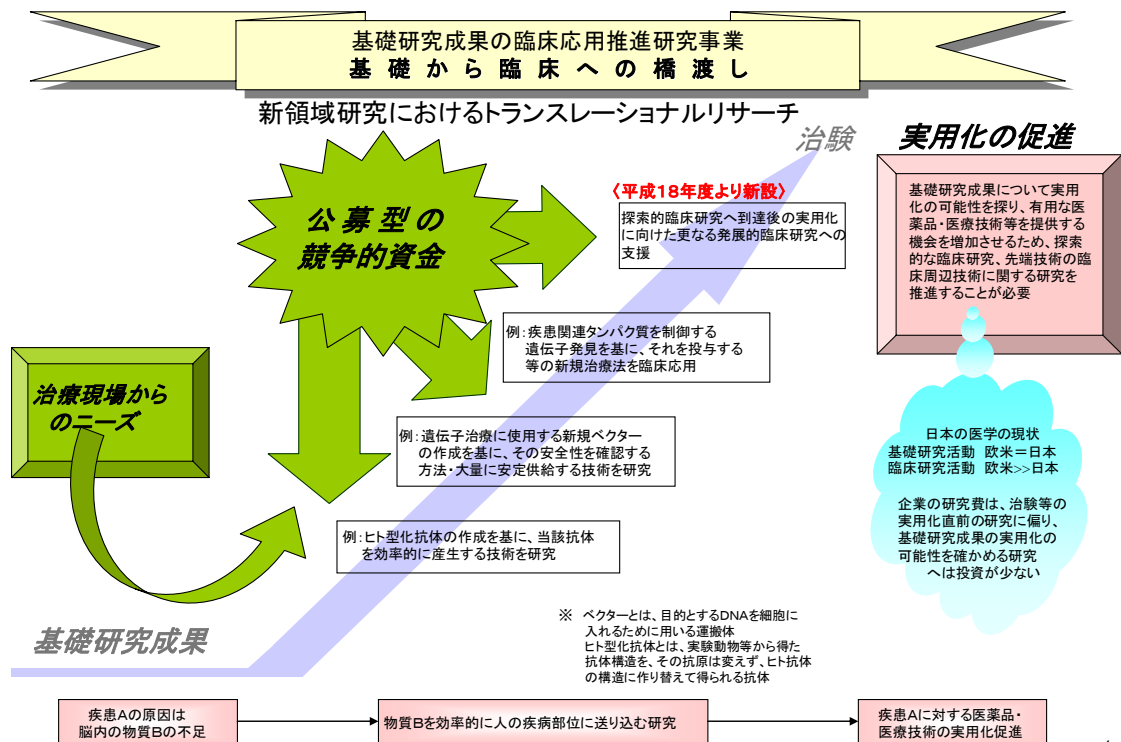 基礎研究成果の臨床応用推進研究事業
基礎から臨床への橋渡し
新領域研究におけるトランスレーショナルリサーチ
治験
実用化の促進
公募型の
競争的資金
〈平成18年度より新設〉
探索的臨床研究へ到達後の実用化
に向けた更なる発展的臨床研究への
支援
基礎研究成果について実用
化の可能性を探り、有用な医
薬品・医療技術等を提供する
機会を増加させるため、探索
的な臨床研究、先端技術の臨
床周辺技術に関する研究を
推進することが必要
例:疾患関連タンパク質を制御する
遺伝子発見を基に、それを投与する
等の新規治療法を臨床応用
治療現場から
のニーズ
例:遺伝子治療に使用する新規ベクター
の作成を基に、その安全性を確認する
方法・大量に安定供給する技術を研究
日本の医学の現状
基礎研究活動 欧米=日本
臨床研究活動 欧米>>日本
企業の研究費は、治験等の
実用化直前の研究に偏り、
基礎研究成果の実用化の
可能性を確かめる研究
へは投資が少ない
例:ヒト型化抗体の作成を基に、当該抗体
を効率的に産生する技術を研究
基礎研究成果
※ ベクターとは、目的とするDNAを細胞に
入れるために用いる運搬体
ヒト型化抗体とは、実験動物等から得た
抗体構造を、その抗原は変えず、ヒト抗体
の構造に作り替えて得られる抗体
疾患Aの原因は
脳内の物質Bの不足
物質Bを効率的に人の疾病部位に送り込む研究
疾患Aに対する医薬品・
医療技術の実用化促進